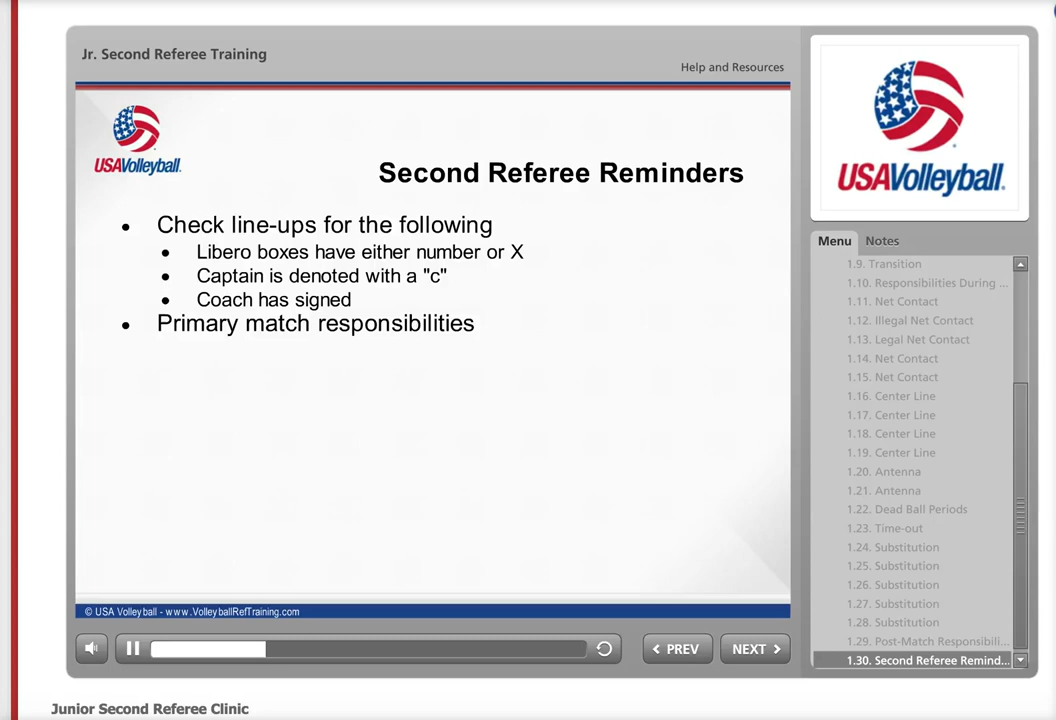 Jr. Second Referee Training
Help and Resources
USAVolleyball.
Second Referee Reminders
• Check line-ups for the following
• Libero boxes have either number or X
• Captain is denoted with a "c"
• Coach has signed
• Primary match responsibilities
© USA Volleyball - www.VolleyballRefTraining.com
PREV
NEXT
USAVolleyball.
Menu
Notes
1.9. Transition
1.10. Responsibilities During ...
1.11. Net Contact
1.12. Illegal Net Contact
1.13. Legal Net Contact
1.14. Net Contact
1.15. Net Contact
1.16. Center Line
1.17. Center Line
1.18. Center Line
1.19. Center Line
1.20. Antenna
1.21. Antenna
1.22. Dead Ball Periods
1.23. Time-out
1.24. Substitution
1.25. Substitution
1.26. Substitution
1.27. Substitution
1.28. Substitution
1.29. Post-Match Responsibili...
1.30. Second Referee Remind...
Junior Second Referee Clinic